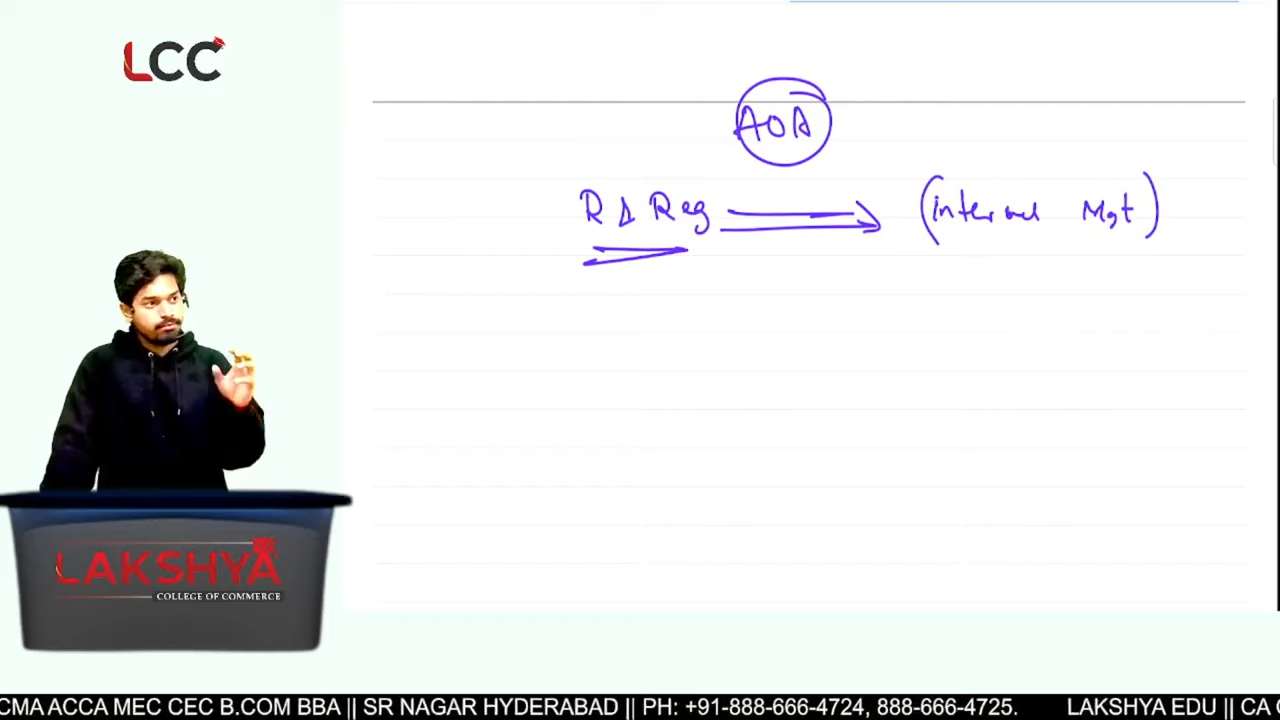 LCC
AOA
R & Reg ⟹ (internal Mgt)
LAKSHYA
COLLEGE OF COMMERCE
CMA ACCA MEC CEC B.COM BBA || SR NAGAR HYDERABAD || PH: +91-888-666-4724, 888-666-4725. LAKSHYA EDU || CA